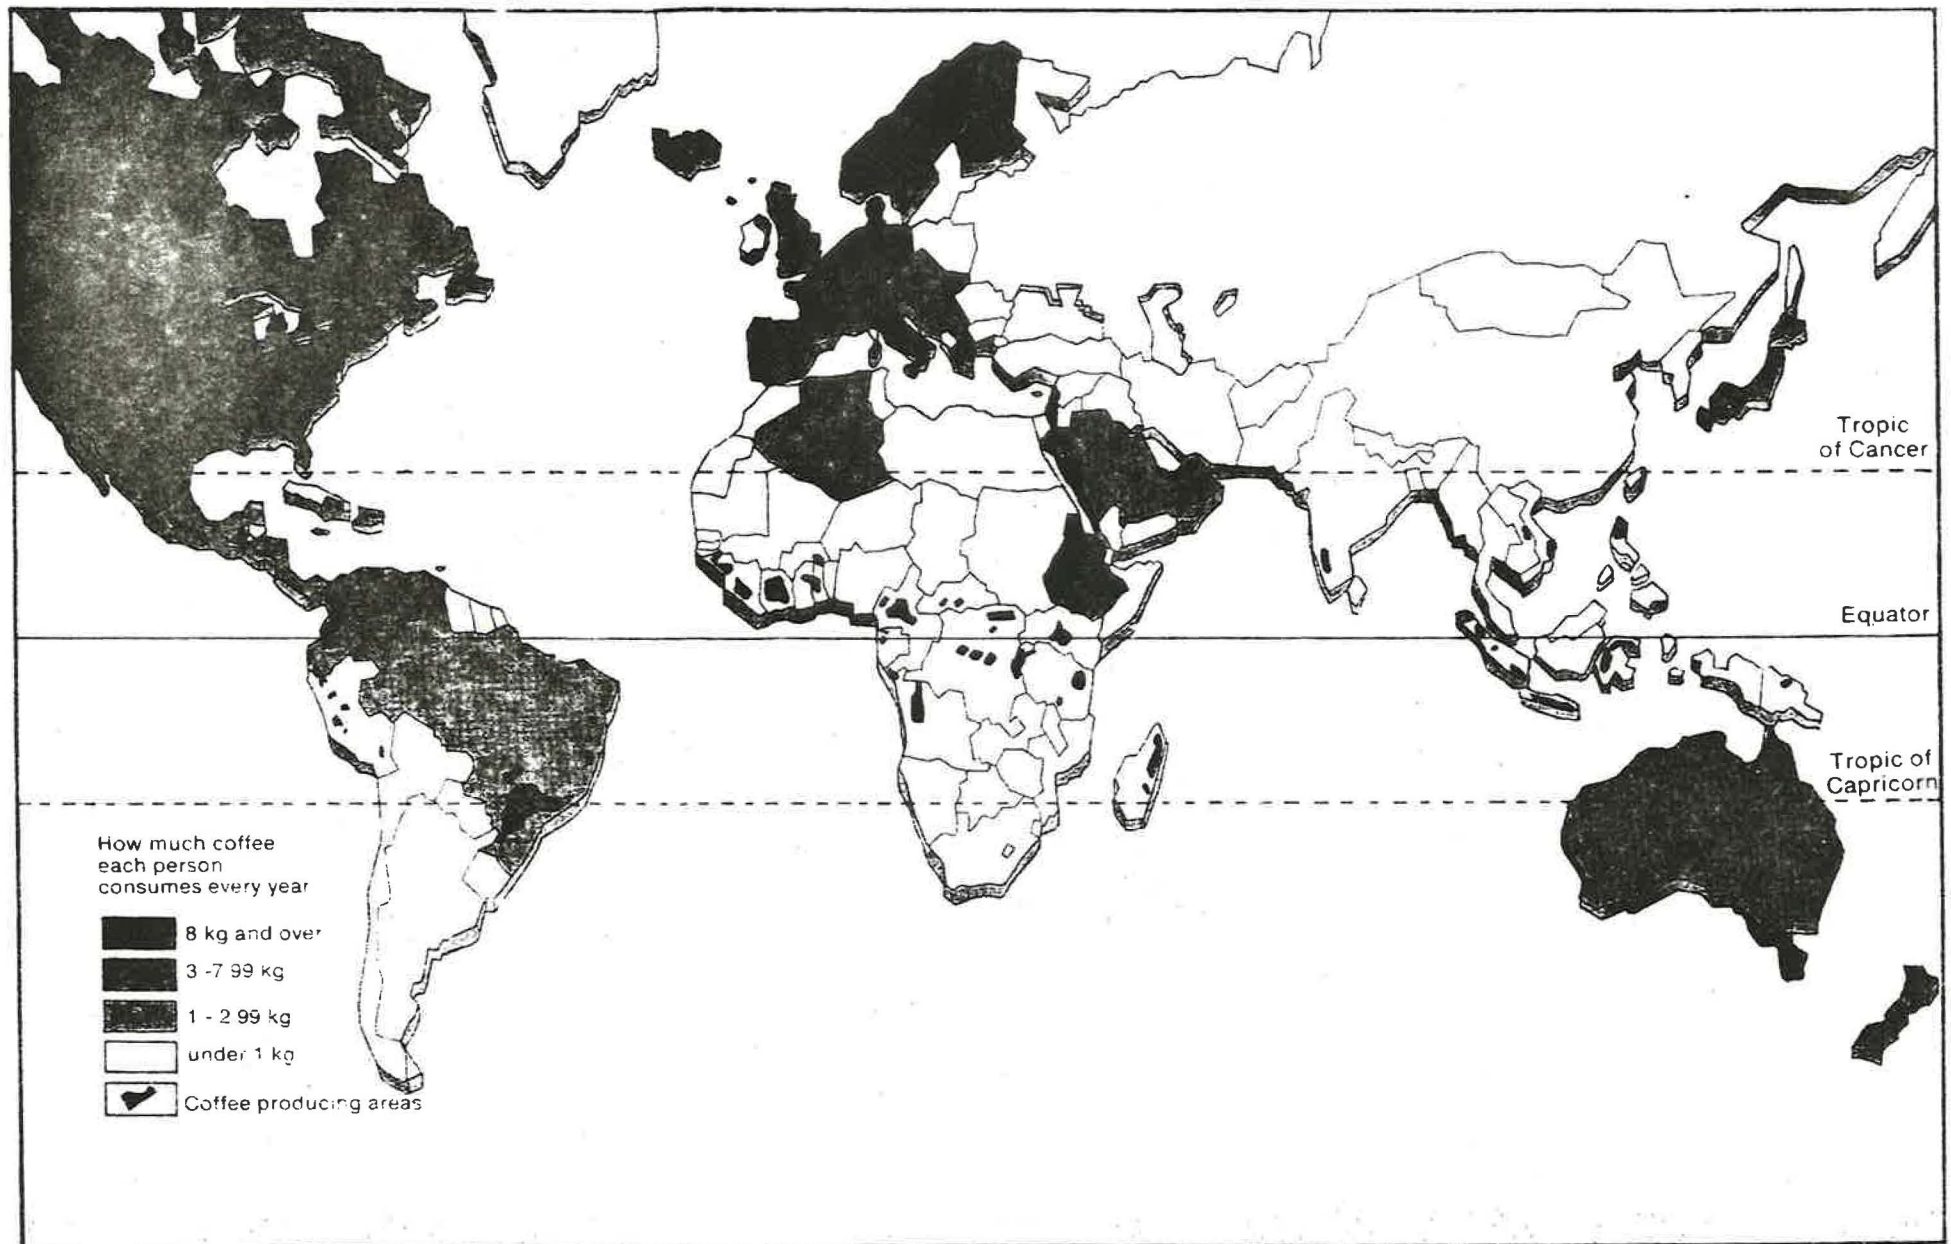 Tropic
of Cancer
Equator
Tropic of
Capricorn
How much coffee
each person
consumes every year
8 kg and over
3 -7 99 kg
1 - 2 99 kg
under 1 kg
Coffee producing areas